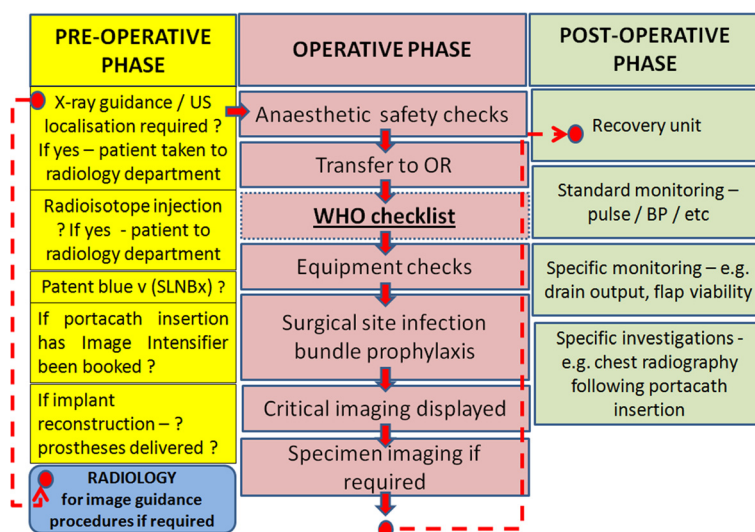 PRE-OPERATIVE
PHASE
X-ray guidance / US
localisation required ?
If yes – patient taken to
radiology department
Radioisotope injection
? If yes - patient to
radiology department
Patent blue v (SLNBx) ?
If portacath insertion
has Image Intensifier
been booked ?
If implant
reconstruction – ?
prostheses delivered ?
RADIOLOGY
for image guidance
procedures if required
OPERATIVE PHASE
Anaesthetic safety checks
Transfer to OR
WHO checklist
Equipment checks
Surgical site infection
bundle prophylaxis
Critical imaging displayed
Specimen imaging if
required
POST-OPERATIVE
PHASE
Recovery unit
Standard monitoring –
pulse / BP / etc
Specific monitoring – e.g.
drain output, flap viability
Specific investigations -
e.g. chest radiography
following portacath
insertion